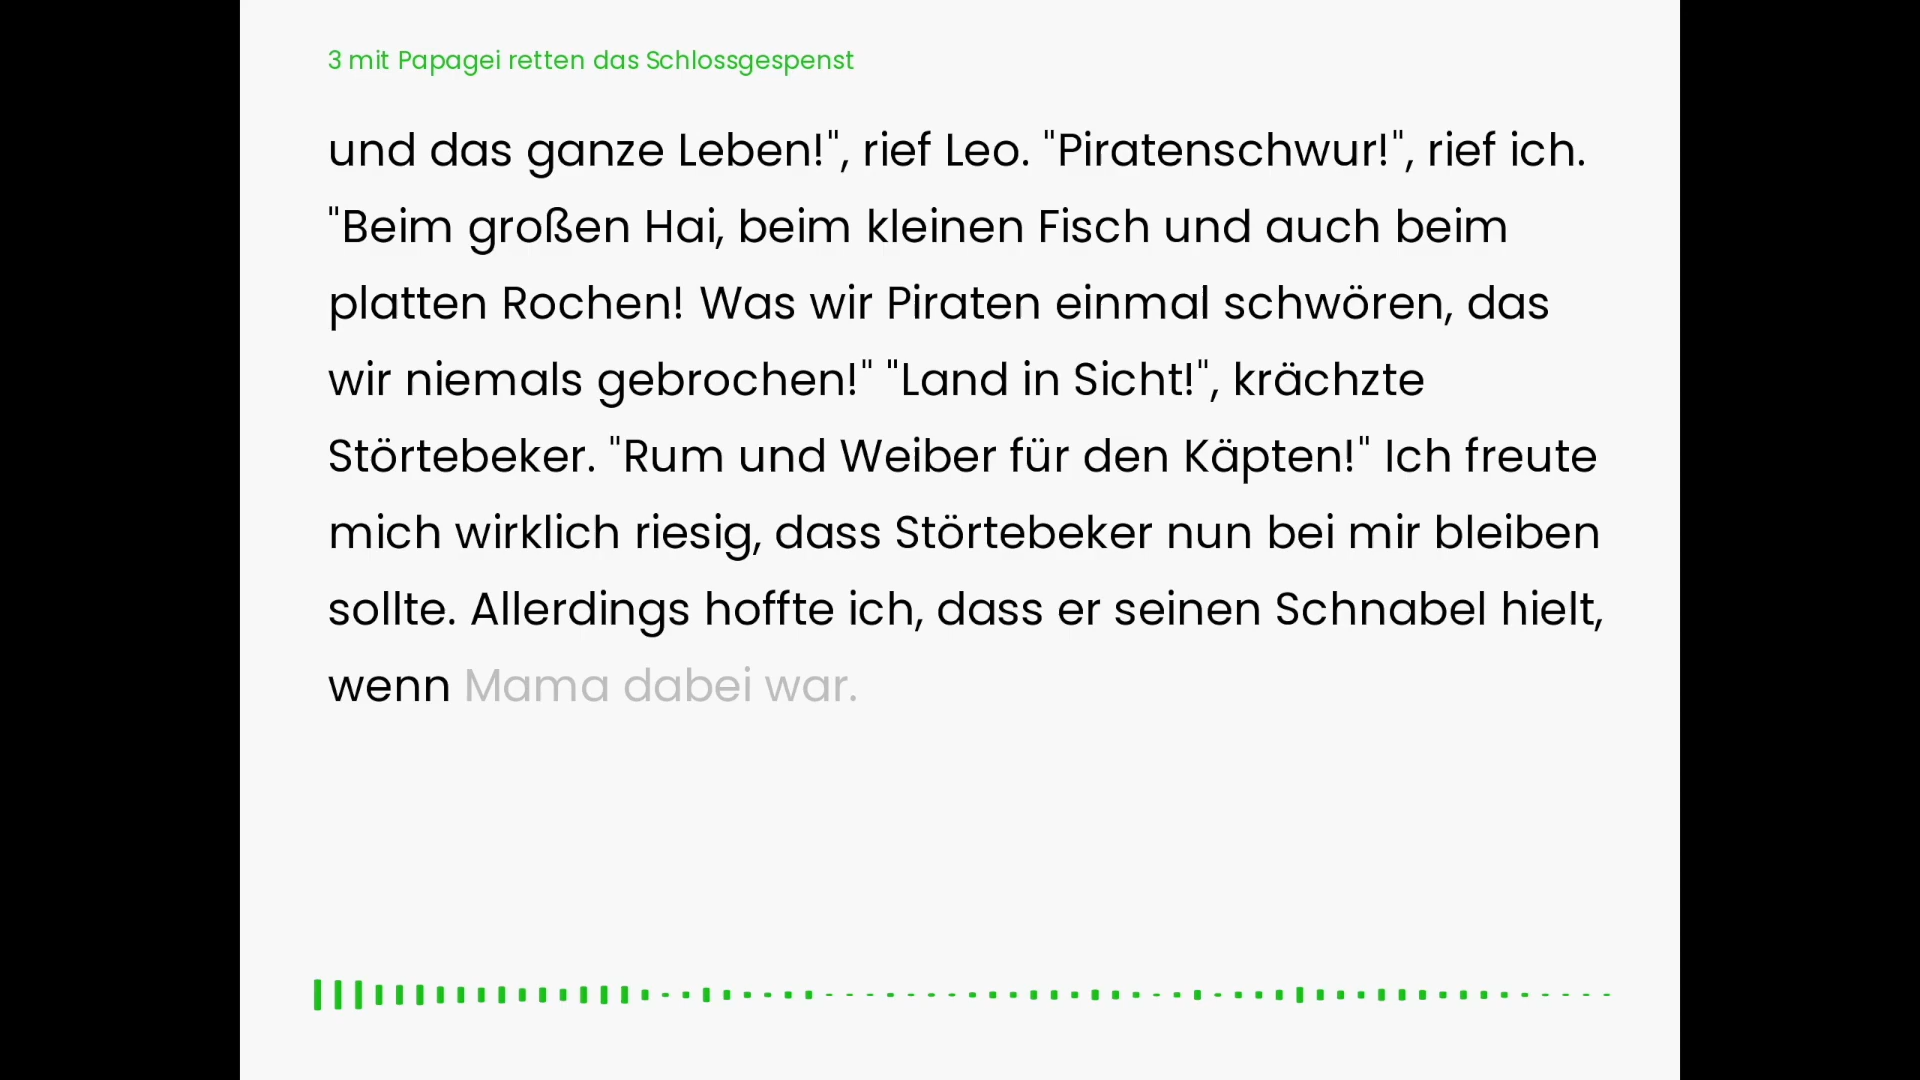 3 mit Papagei retten das Schlossgespenst
und das ganze Leben!", rief Leo. "Piratenschwur!", rief ich.
"Beim großen Hai, beim kleinen Fisch und auch beim
platten Rochen! Was wir Piraten einmal schwören, das
wir niemals gebrochen!" "Land in Sicht!", krächzte
Störtebeker. "Rum und Weiber für den Käpten!" Ich freute
mich wirklich riesig, dass Störtebeker nun bei mir bleiben
sollte. Allerdings hoffte ich, dass er seinen Schnabel hielt,
wenn Mama dabei war.